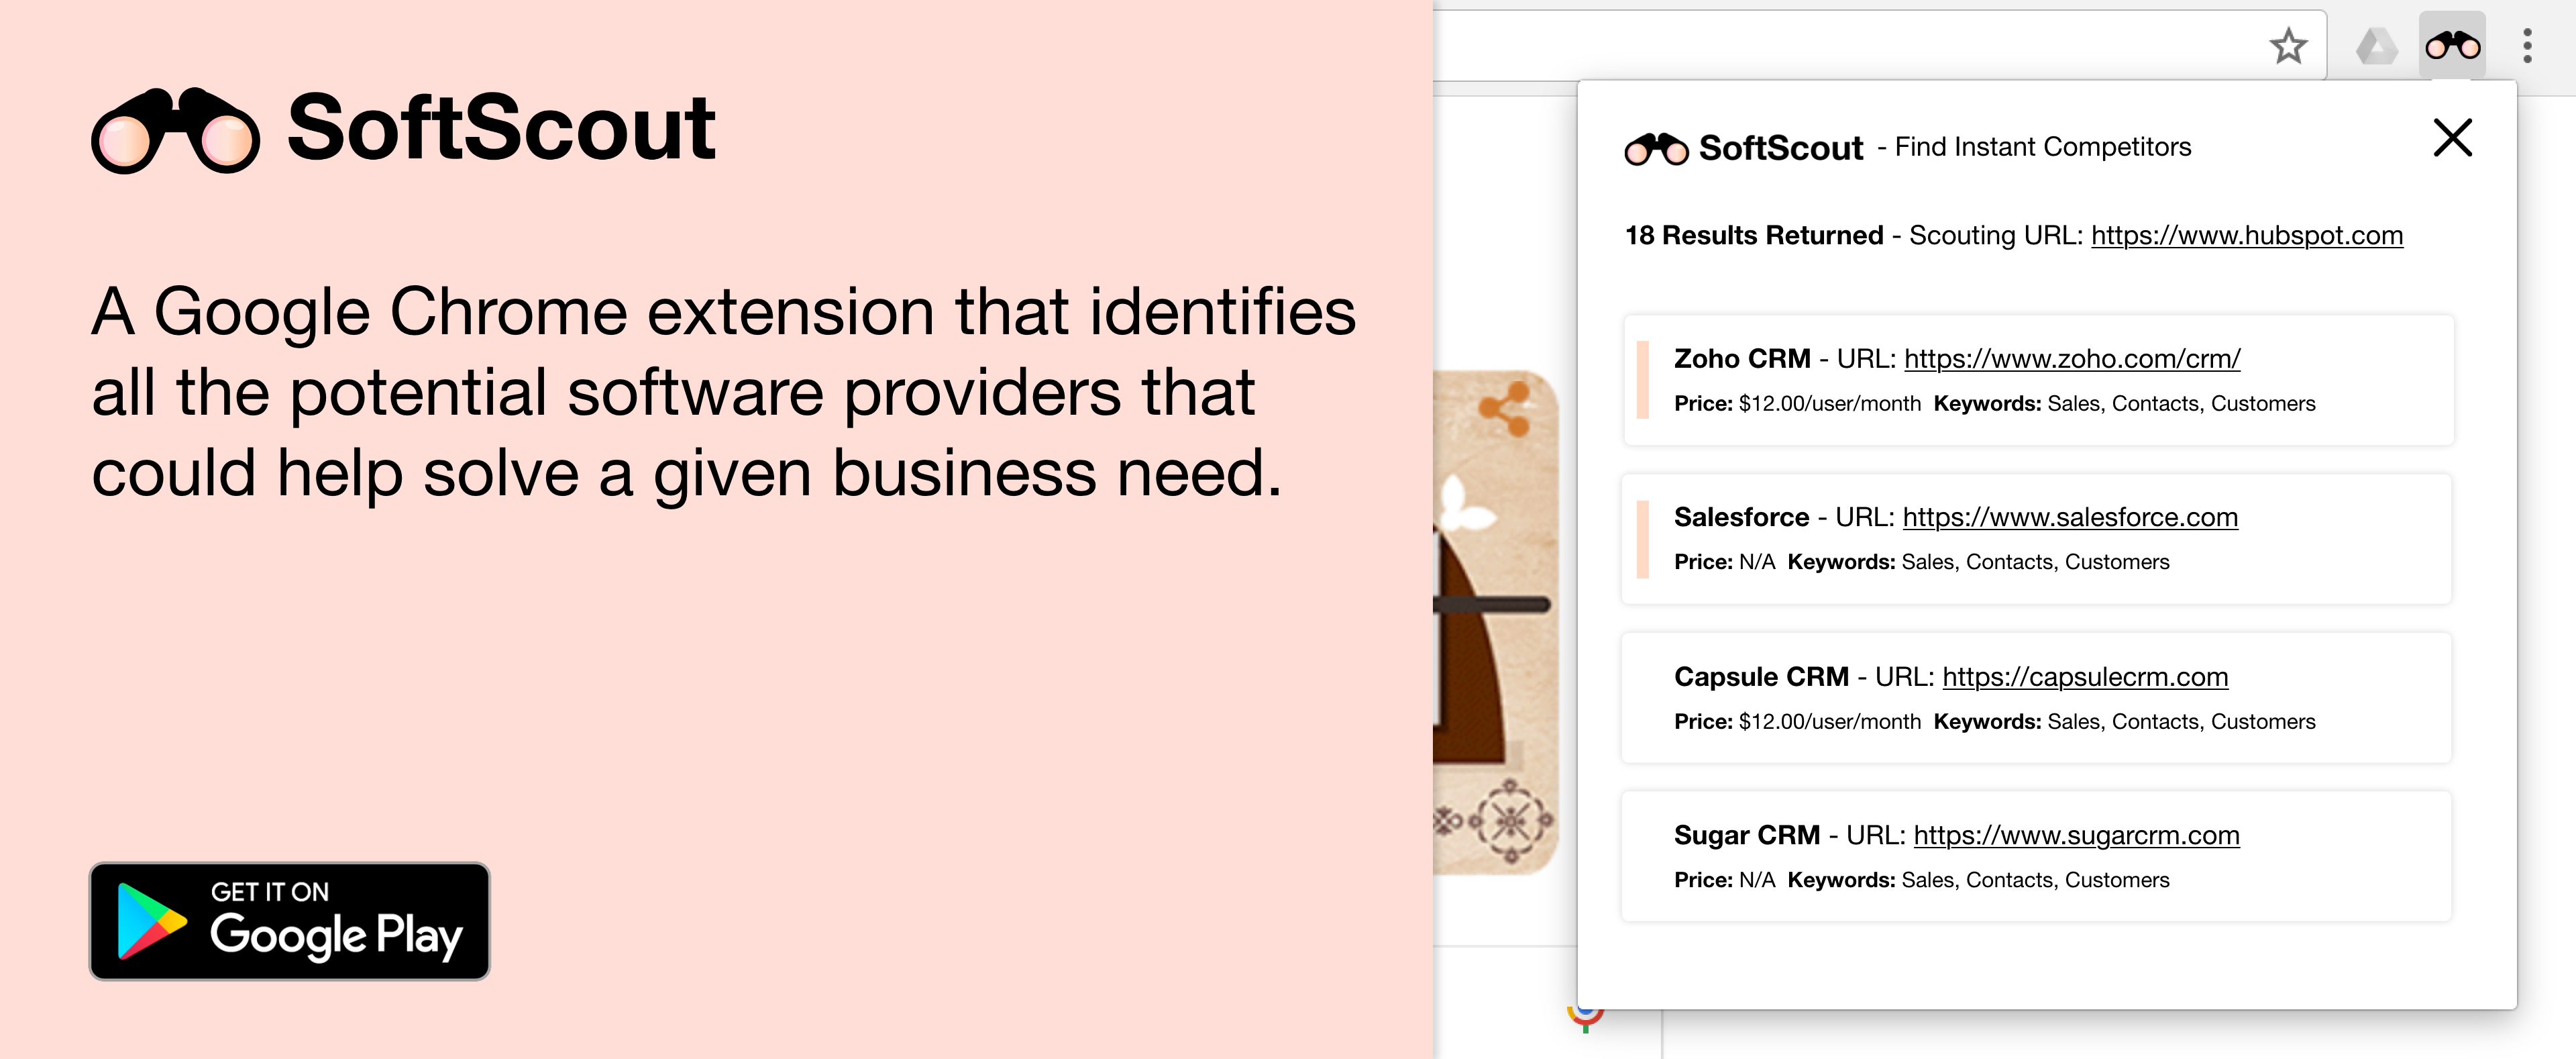 SoftScout
A Google Chrome extension that identifies
all the potential software providers that
could help solve a given business need.
GET IT ON
Google Play
SoftScout - Find Instant Competitors
18 Results Returned - Scouting URL: https://www.hubspot.com
Zoho CRM - URL: https://www.zoho.com/crm/
Price: $12.00/user/month Keywords: Sales, Contacts, Customers
Salesforce - URL: https://www.salesforce.com
Price: N/A Keywords: Sales, Contacts, Customers
Capsule CRM - URL: https://capsulecrm.com
Price: $12.00/user/month Keywords: Sales, Contacts, Customers
Sugar CRM - URL: https://www.sugarcrm.com
Price: N/A Keywords: Sales, Contacts, Customers